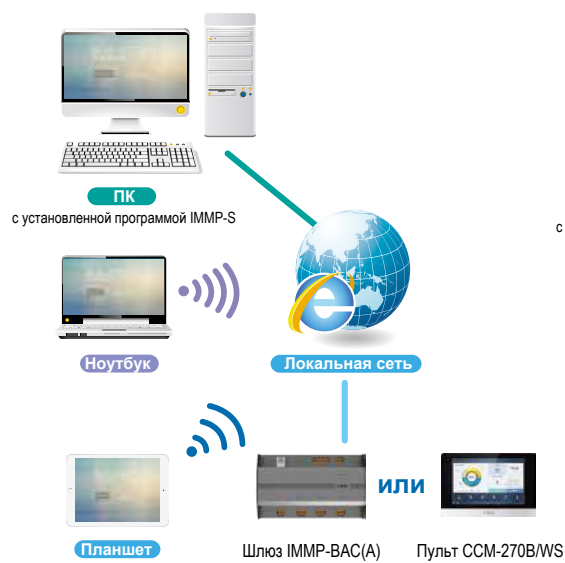 ПК
с установленной программой IMMP-S
с
Ноутбук
Локальная сеть
или
Планшет
Шлюз IMMP-BAC(A)
Пульт CCM-270B/WS